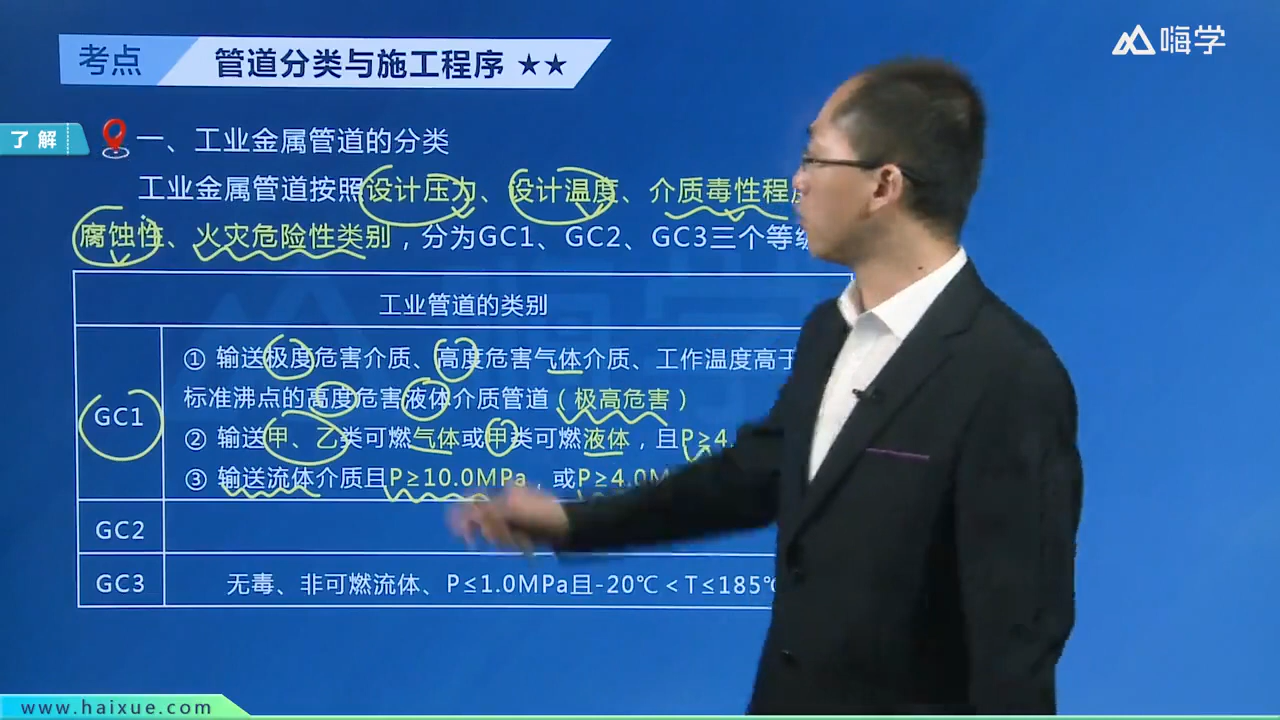 考点 管道分类与施工程序 ★★
嗨学
了解
一、工业金属管道的分类
工业金属管道按照设计压力、设计温度、介质毒性程
腐蚀性、火灾危险性类别，分为GC1、GC2、GC3三个等级
工业管道的类别
GC1
① 输送极度危害介质、高度危害气体介质、工作温度高于
标准沸点的高度危害液体介质管道（极高危害）
② 输送甲、乙类可燃气体或甲类可燃液体，且P≥4.
③ 输送流体介质且P≥10.0MPa，或P≥4.0M
GC2
GC3 无毒、非可燃流体、P≤1.0MPa且-20℃＜T≤185℃
www.haixue.com